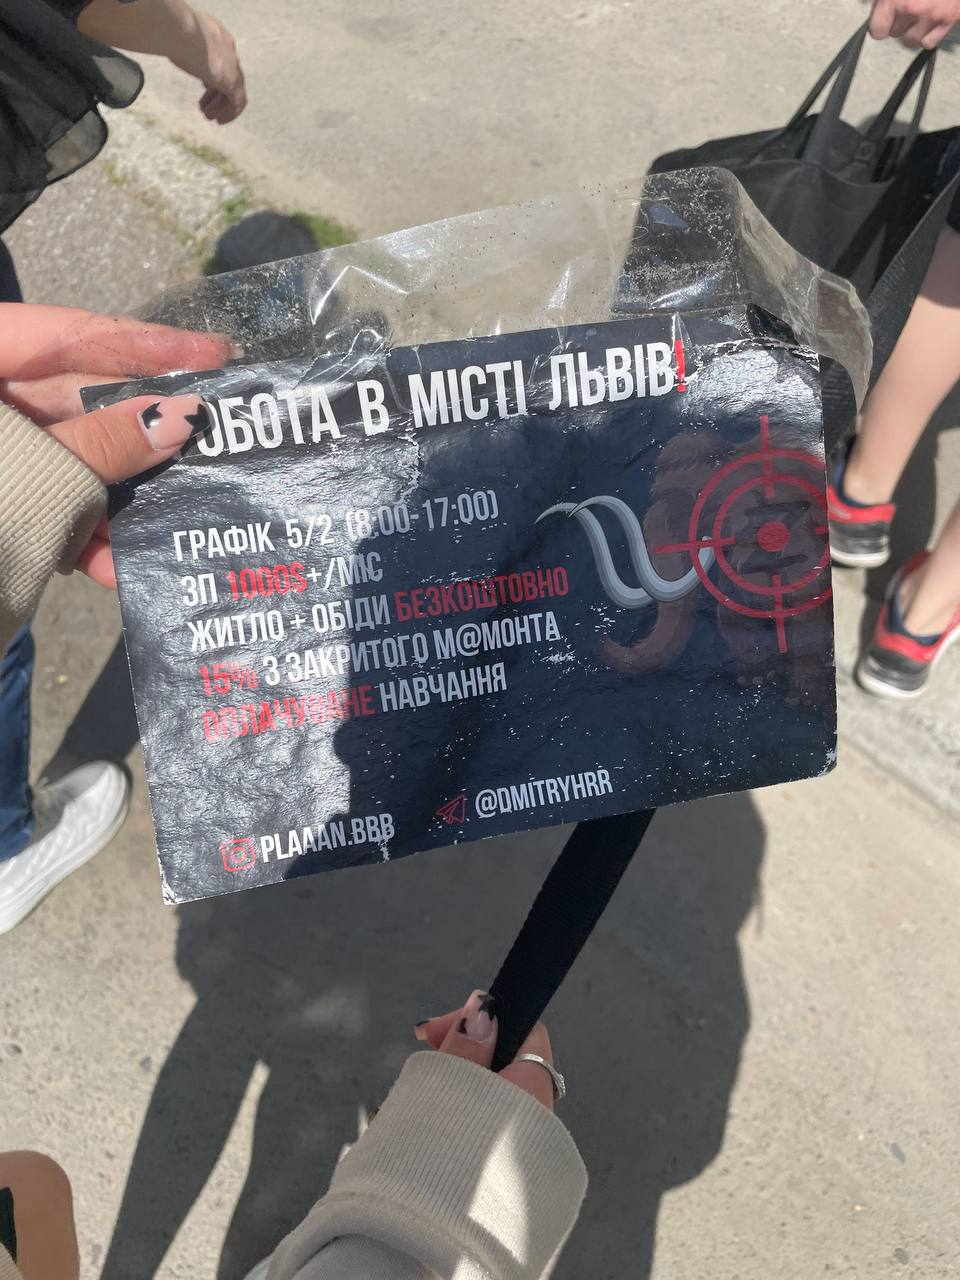 ОБОТА В МІСТІ ЛЬВІВ!
ГРАФІК 5/2 (8:00-17:00)
ЗП 1000$+/МІС
ЖИТЛО + ОБІДИ БЕЗКОШТОВНО
15% З ЗАКРИТОГО М@МОНТА
ОПЛАЧУВАНЕ НАВЧАННЯ
@DMITRYHRR
PLAAAN.BBB
Z